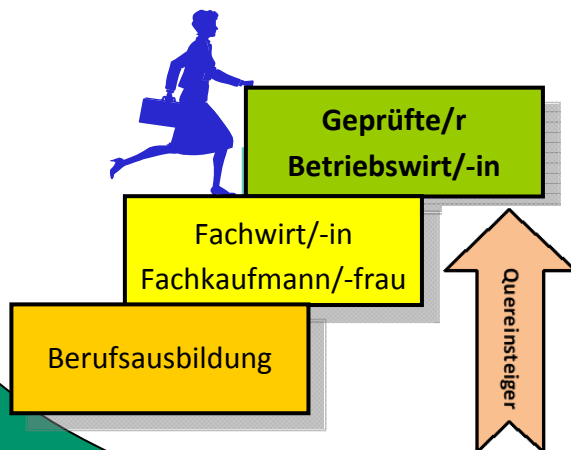 Geprüfte/r
Betriebswirt/-in
Fachwirt/-in
Fachkaufmann/-frau
Berufsausbildung
Quereinsteiger